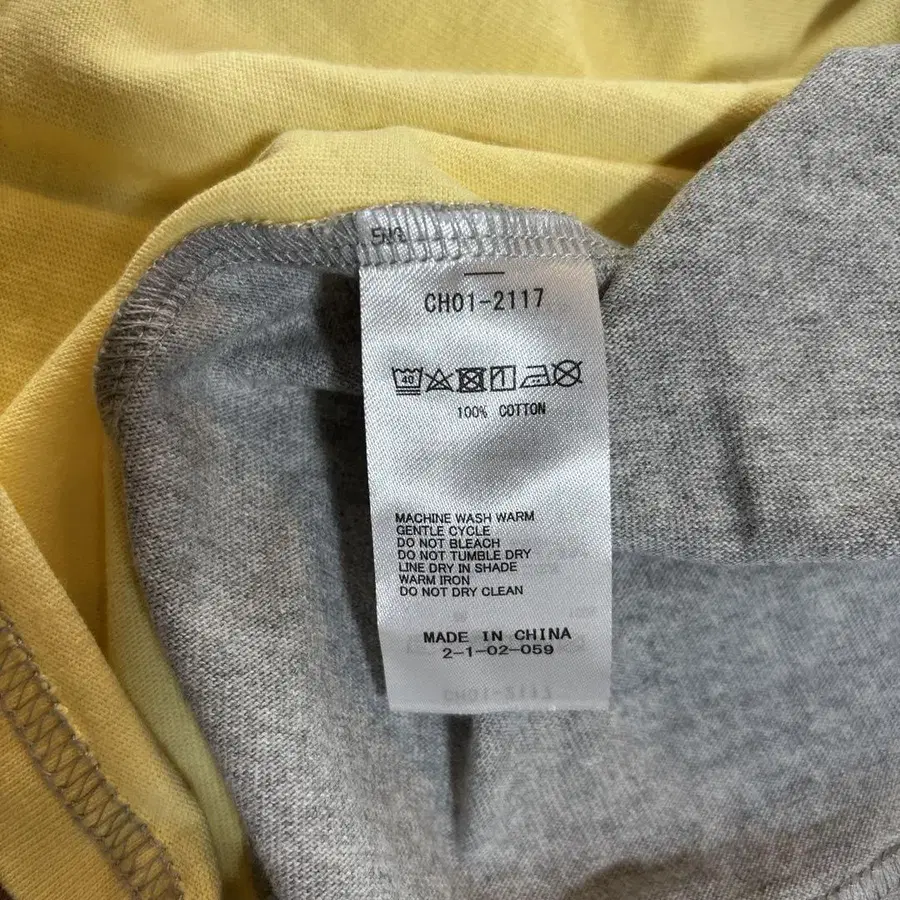 CH01-2117
40
100% COTTON
MACHINE WASH WARM
GENTLE CYCLE
DO NOT BLEACH
DO NOT TUMBLE DRY
LINE DRY IN SHADE
WARM IRON
DO NOT DRY CLEAN
MADE IN CHINA
2-1-02-059